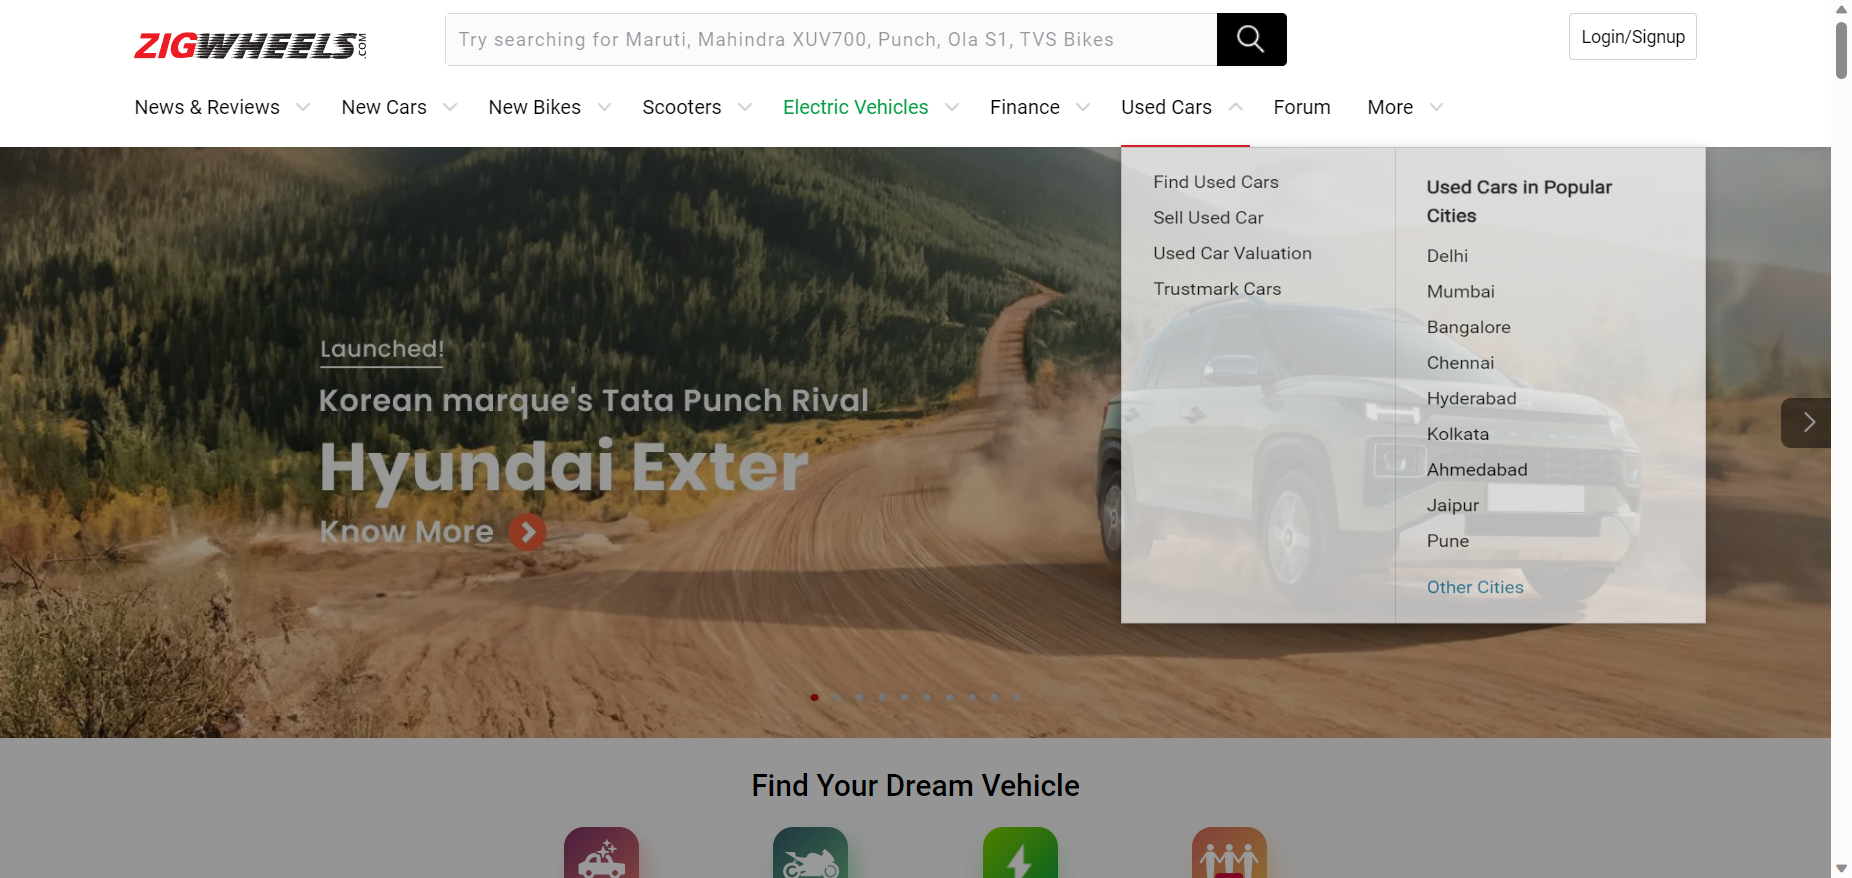 ZIGWHEELS.COM
Try searching for Maruti, Mahindra XUV700, Punch, Ola S1, TVS Bikes
Login/Signup
News & Reviews
New Cars
New Bikes
Scooters
Electric Vehicles
Finance
Used Cars
Forum
More
Find Used Cars
Sell Used Car
Used Car Valuation
Trustmark Cars
Used Cars in Popular
Cities
Delhi
Mumbai
Bangalore
Chennai
Hyderabad
Kolkata
Ahmedabad
Jaipur
Pune
Other Cities
Launched!
Korean marque's Tata Punch Rival
Hyundai Exter
Know More
Find Your Dream Vehicle